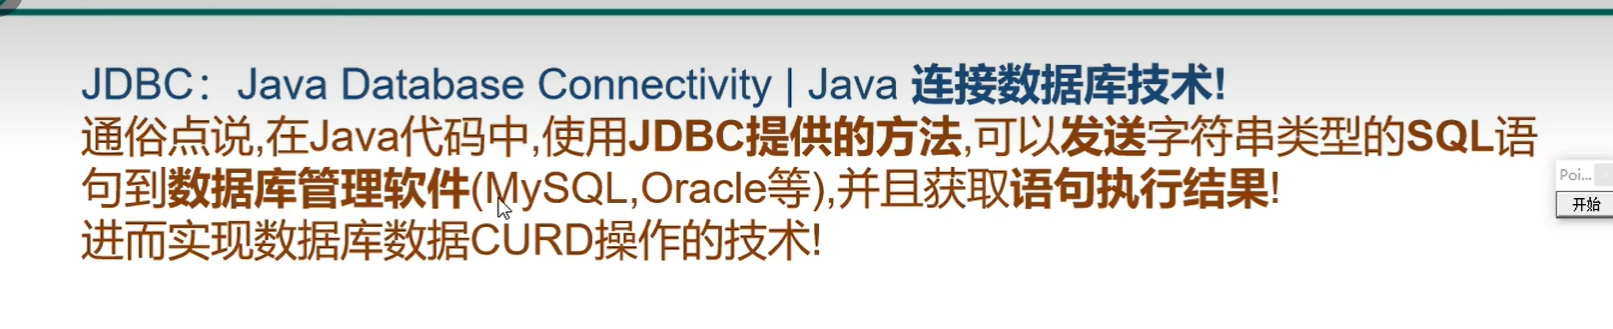 JDBC：Java Database Connectivity | Java 连接数据库技术!
通俗点说,在Java代码中,使用JDBC提供的方法,可以发送字符串类型的SQL语
句到数据库管理软件(MySQL,Oracle等),并且获取语句执行结果!
进而实现数据库数据CURD操作的技术!
Poi...
开始